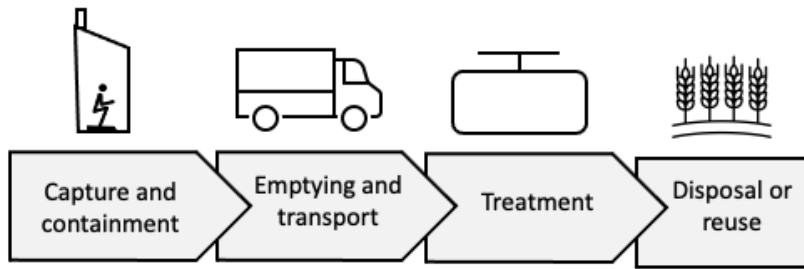 Capture and
containment
Emptying and
transport
Treatment
Disposal or
reuse